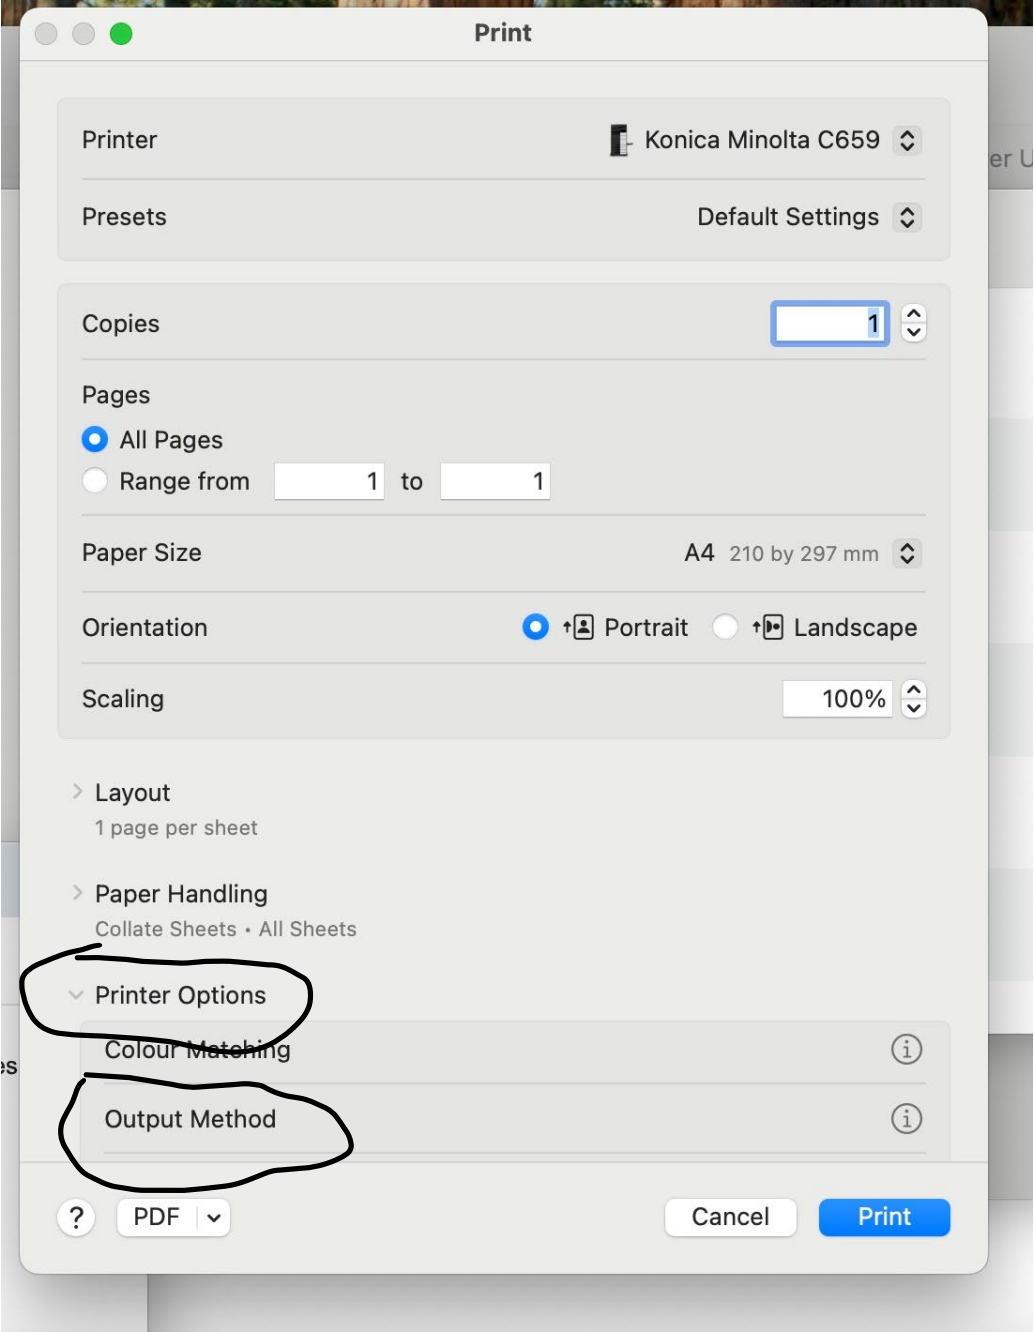 Print
Printer Konica Minolta C659
er U
Presets Default Settings
Copies 1
Pages
All Pages
Range from 1 to 1
Paper Size A4 210 by 297 mm
Orientation Portrait Landscape
Scaling 100%
Layout
1 page per sheet
Paper Handling
Collate Sheets • All Sheets
Printer Options
Colour Matching
es
Output Method
? PDF Cancel Print